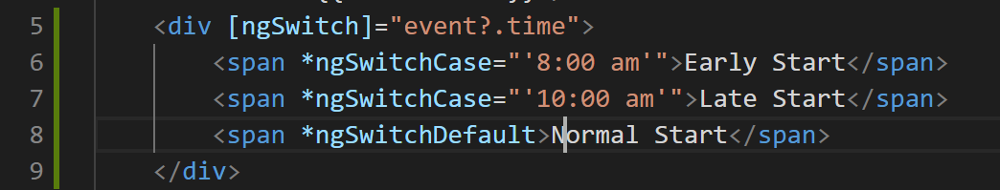 5 <div [ngSwitch]="event?.time">
6 <span *ngSwitchCase="'8:00 am'">Early Start</span>
7 <span *ngSwitchCase="'10:00 am'">Late Start</span>
8 <span *ngSwitchDefault>Normal Start</span>
9 </div>